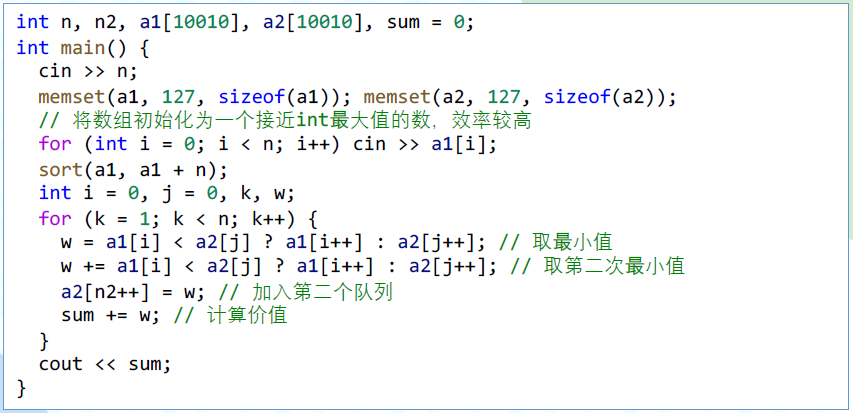 int n, n2, a1[10010], a2[10010], sum = 0;
int main() {
  cin >> n;
  memset(a1, 127, sizeof(a1)); memset(a2, 127, sizeof(a2));
  // 将数组初始化为一个接近int最大值的数，效率较高
  for (int i = 0; i < n; i++) cin >> a1[i];
  sort(a1, a1 + n);
  int i = 0, j = 0, k, w;
  for (k = 1; k < n; k++) {
    w = a1[i] < a2[j] ? a1[i++] : a2[j++]; // 取最小值
    w += a1[i] < a2[j] ? a1[i++] : a2[j++]; // 取第二次最小值
    a2[n2++] = w; // 加入第二个队列
    sum += w; // 计算价值
  }
  cout << sum;
}